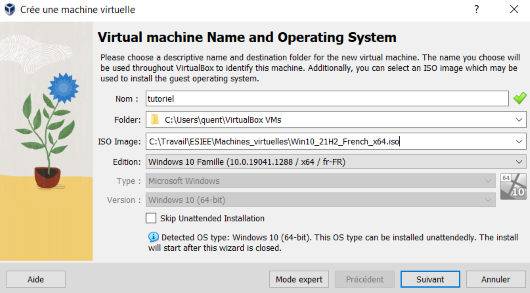 Crée une machine virtuelle
Virtual machine Name and Operating System
Please choose a descriptive name and destination folder for the new virtual machine. The name you choose will
be used throughout VirtualBox to identify this machine. Additionally, you can select an ISO image which may be
used to install the guest operating system.
Nom : tutoriel
Folder: C:\Users\quent\VirtualBox VMs
ISO Image: C:\Travail\ESIEE\Machines_virtuelles\Win10_21H2_French_x64.iso
Edition: Windows 10 Famille (10.0.19041.1288 / x64 / fr-FR)
Type : Microsoft Windows
64
Version : Windows 10 (64-bit)
10
Skip Unattended Installation
Detected OS type: Windows 10 (64-bit). This OS type can be installed unattendedly. The install
will start after this wizard is closed.
Aide Mode expert Précédent Suivant Annuler